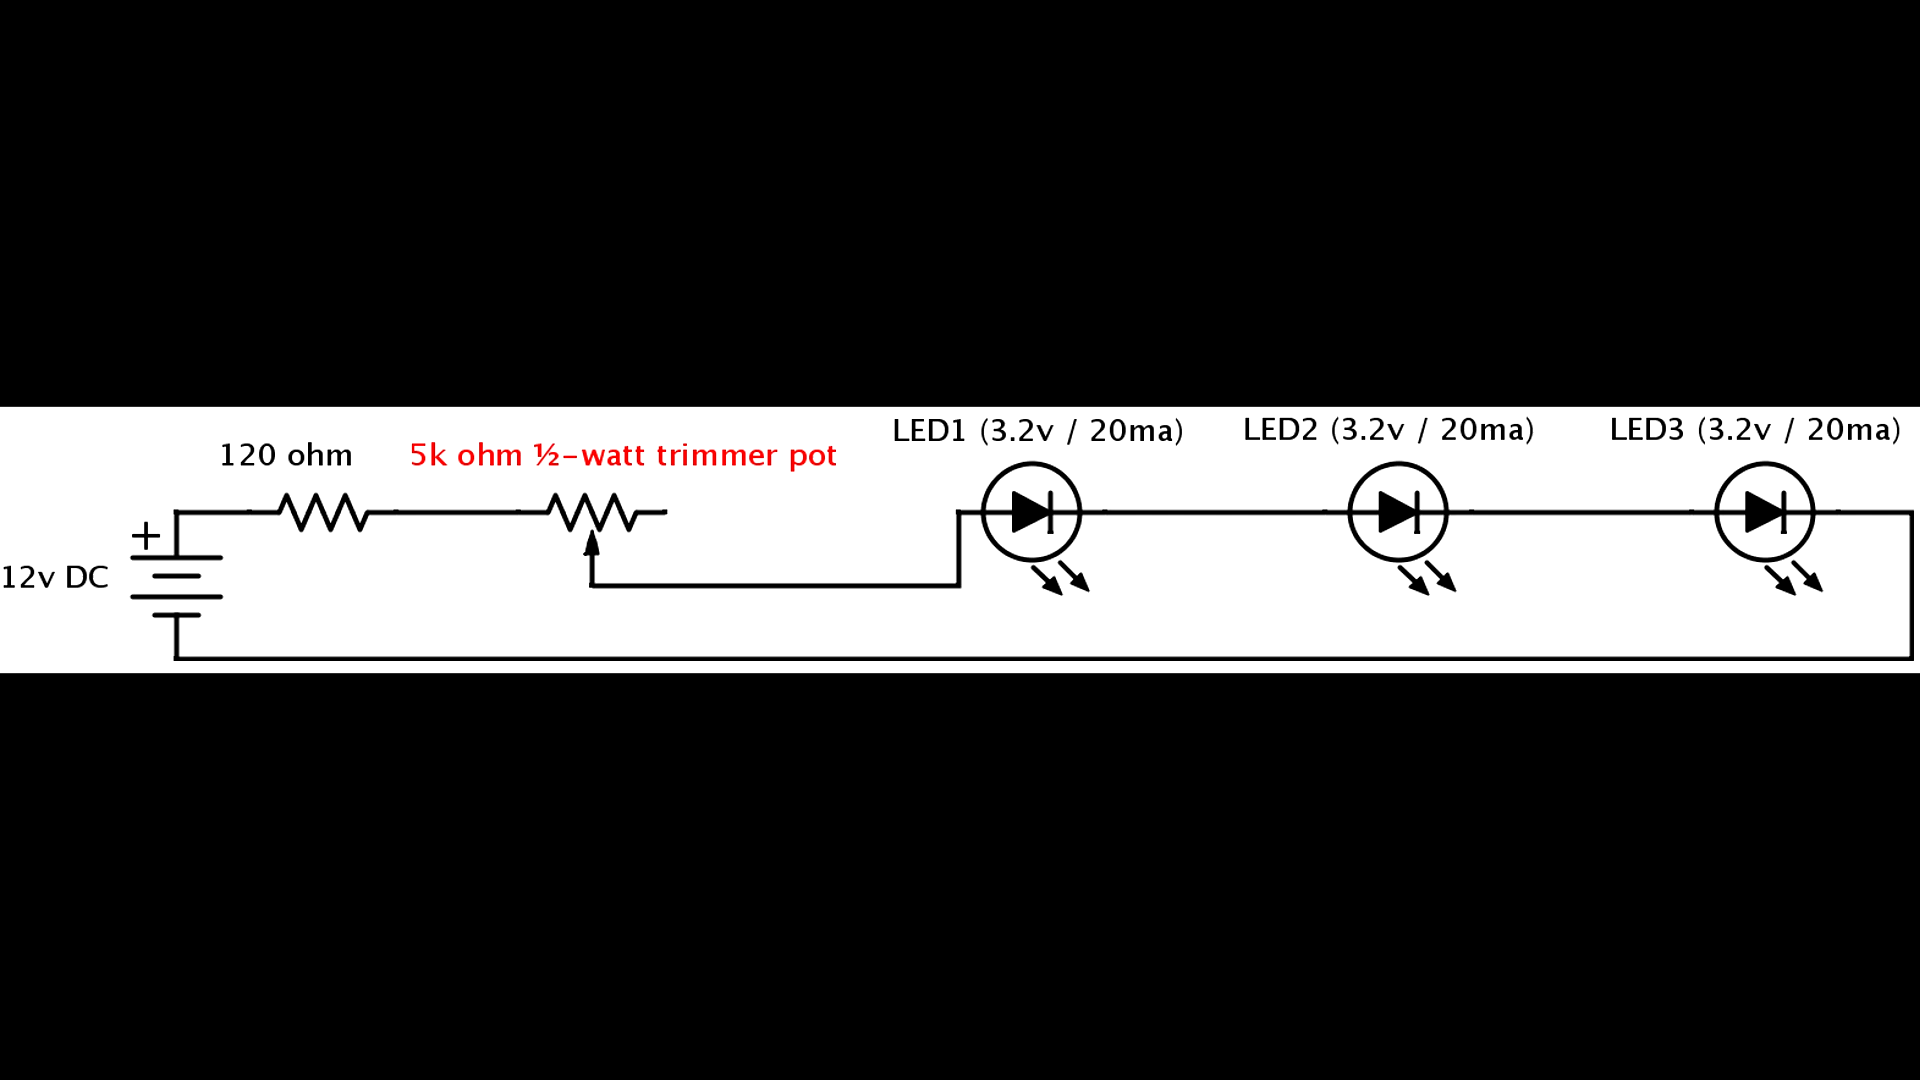 LED1 (3.2v / 20ma)
LED2 (3.2v / 20ma)
LED3 (3.2v / 20ma)
120 ohm
5k ohm ½-watt trimmer pot
+
12v DC